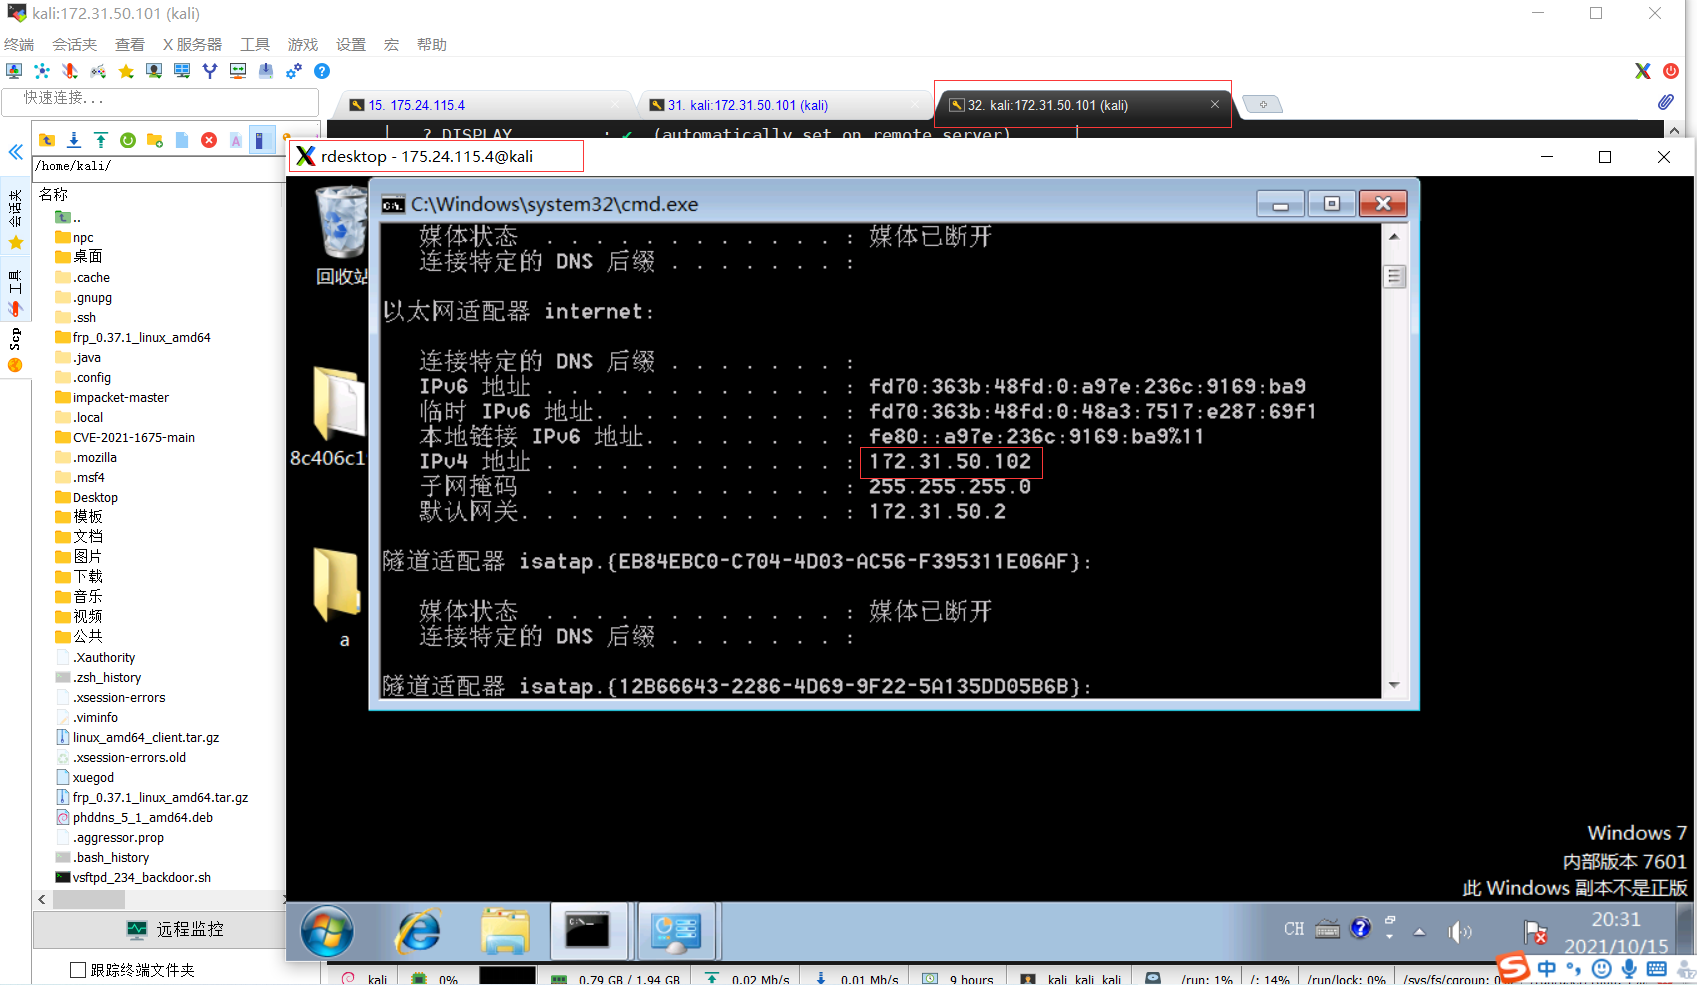 kali:172.31.50.101 (kali)
终端 会话夹 查看 X 服务器 工具 游戏 设置 宏 帮助
快速连接...
15. 175.24.115.4
31. kali:172.31.50.101 (kali)
32. kali:172.31.50.101 (kali)
? DISPLAY : ✔ (automatically set on remote server)
会话夹
工具
Scp
/home/kali/
名称
..
npc
桌面
.cache
.gnupg
.ssh
frp_0.37.1_linux_amd64
.java
.config
impacket-master
.local
CVE-2021-1675-main
.mozilla
.msf4
Desktop
模板
文档
图片
下载
音乐
视频
公共
.Xauthority
.zsh_history
.xsession-errors
.viminfo
linux_amd64_client.tar.gz
.xsession-errors.old
xuegod
frp_0.37.1_linux_amd64.tar.gz
phddns_5_1_amd64.deb
.aggressor.prop
.bash_history
vsftpd_234_backdoor.sh
远程监控
跟踪终端文件夹
rdesktop - 175.24.115.4@kali
回收站
8c406c1
a
C:\Windows\system32\cmd.exe
媒体状态 . . . . . . . . . . . . : 媒体已断开
连接特定的 DNS 后缀 . . . . . . . :
以太网适配器 internet:
连接特定的 DNS 后缀 . . . . . . . :
IPv6 地址 . . . . . . . . . . . . : fd70:363b:48fd:0:a97e:236c:9169:ba9
临时 IPv6 地址. . . . . . . . . . : fd70:363b:48fd:0:48a3:7517:e287:69f1
本地链接 IPv6 地址. . . . . . . . : fe80::a97e:236c:9169:ba9%11
IPv4 地址 . . . . . . . . . . . . : 172.31.50.102
子网掩码 . . . . . . . . . . . . : 255.255.255.0
默认网关. . . . . . . . . . . . . : 172.31.50.2
隧道适配器 isatap.{EB84EBC0-C704-4D03-AC56-F395311E06AF}:
媒体状态 . . . . . . . . . . . . : 媒体已断开
连接特定的 DNS 后缀 . . . . . . . :
隧道适配器 isatap.{12B66643-2286-4D69-9F22-5A135DD05B6B}:
Windows 7
内部版本 7601
此 Windows 副本不是正版
CH
20:31
2021/10/15
中
kali 0% 0.79 GB / 1.94 GB 0.02 Mb/s 0.01 Mb/s 9 hours kali kali kali /run: 1% /: 14% /run/lock: 0% /sys/fs/cgroup: